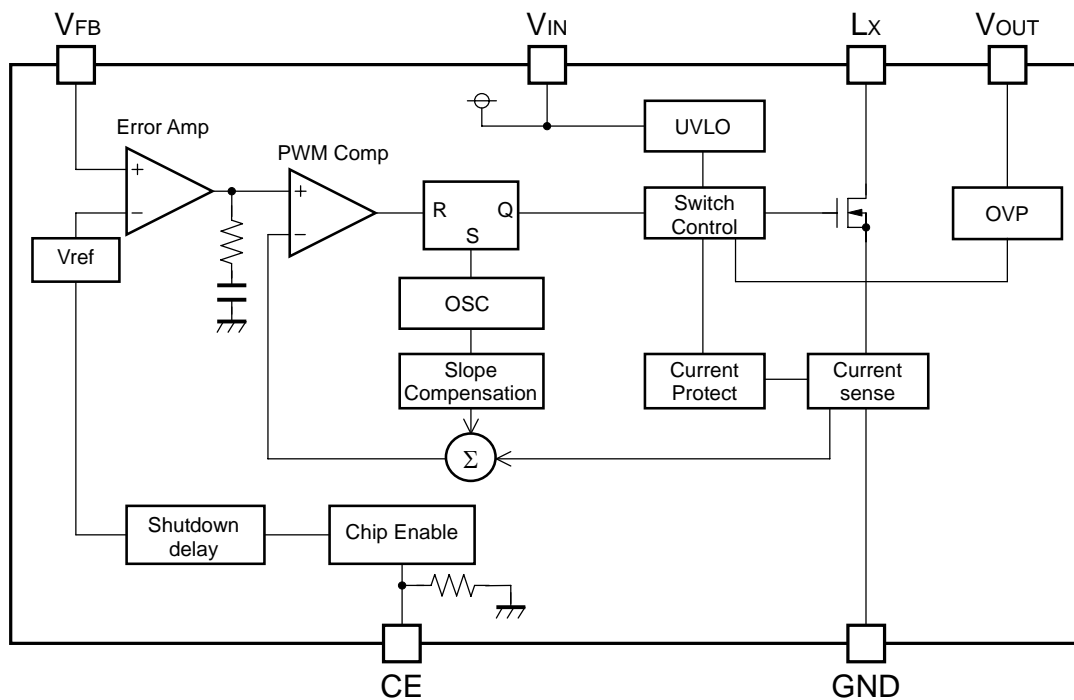 VFB
VIN
LX
VOUT
Error Amp
+
−
PWM Comp
+
−
UVLO
R
Q
S
Switch
Control
OVP
Vref
OSC
Slope
Compensation
Current
Protect
Current
sense
Σ
Shutdown
delay
Chip Enable
CE
GND